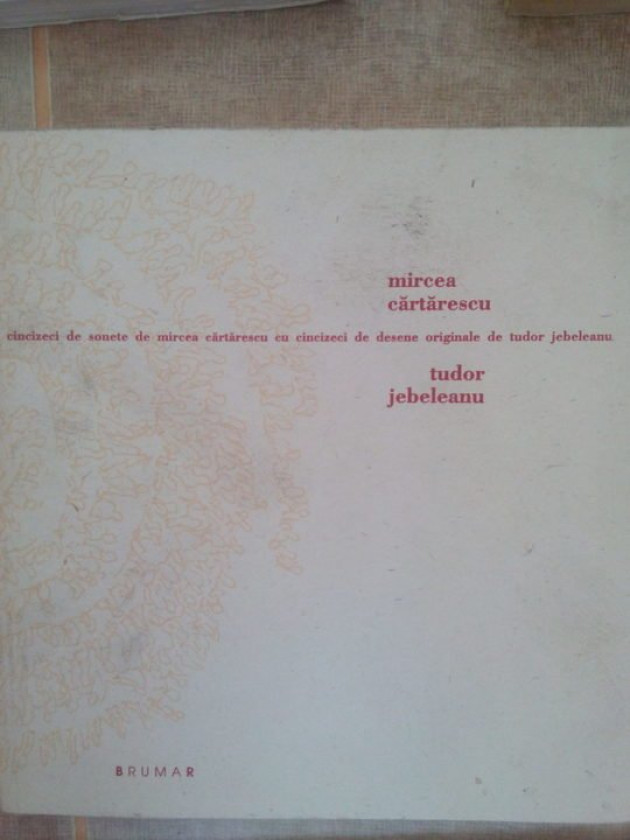 mircea
cărtărescu
cincizeci de sonete de mircea cărtărescu cu cincizeci de desene originale de tudor jebeleanu
tudor
jebeleanu
BRUMAR